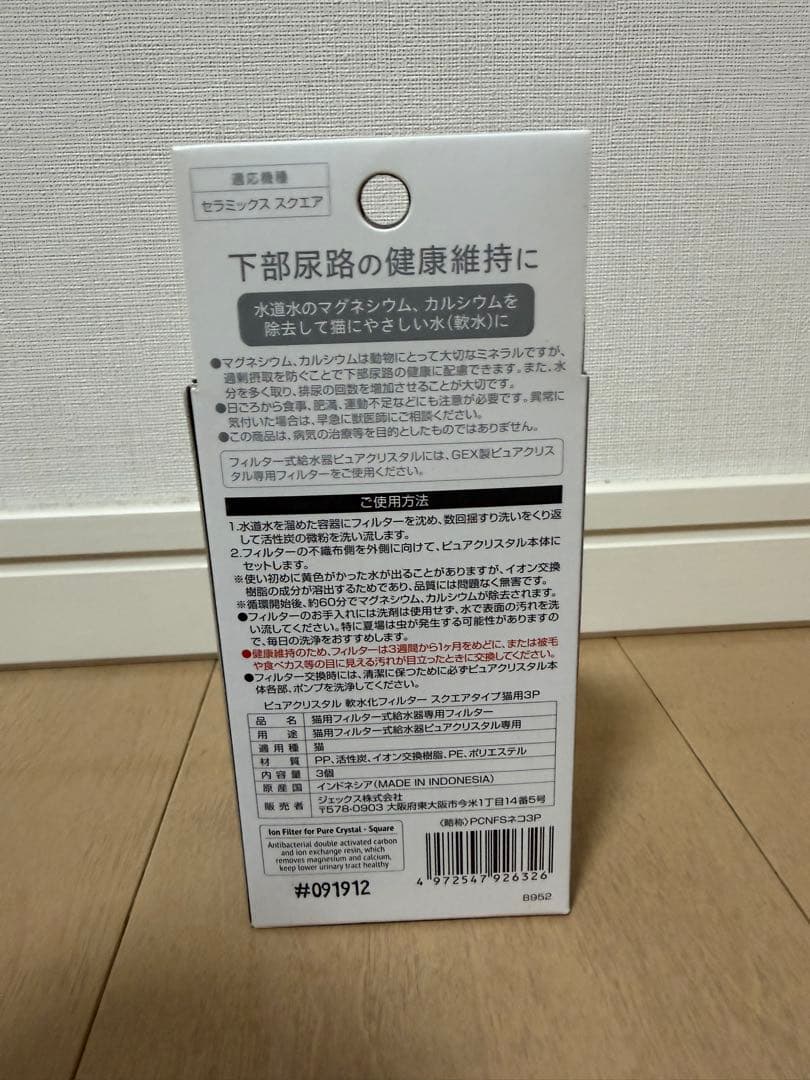 適応機種
セラミックス スクエア
下部尿路の健康維持に
水道水のマグネシウム、カルシウムを
除去して猫にやさしい水(軟水)に
●マグネシウム、カルシウムは動物にとって大切なミネラルですが、
過剰摂取を防ぐことで下部尿路の健康に配慮できます。また、水
分を多く取り、排尿の回数を増加させることが大切です。
●日ごろから食事、肥満、運動不足などにも注意が必要です。異常に
気付いた場合は、早急に獣医師にご相談ください。
●この商品は、病気の治療等を目的としたものではありません。
フィルター式給水器ピュアクリスタルには、GEX製ピュアクリス
タル専用フィルターをご使用ください。
ご使用方法
1.水道水を溜めた容器にフィルターを沈め、数回揺すり洗いをくり返
して活性炭の微粉を洗い流します。
2.フィルターの不織布側を外側に向けて、ピュアクリスタル本体に
セットします。
※使い初めに黄色がかった水が出ることがありますが、イオン交換
樹脂の成分が溶出するためであり、品質には問題なく無害です。
※循環開始後、約60分でマグネシウム、カルシウムが除去されます。
●フィルターのお手入れには洗剤は使用せず、水で表面の汚れを洗
い流してください。特に夏場は虫が発生する可能性がありますの
で、毎日の洗浄をおすすめします。
●健康維持のため、フィルターは3週間から1ヶ月をめどに、または被毛
や食べカス等の目に見える汚れが目立ったときに交換してください。
●フィルター交換時には、清潔に保つために必ずピュアクリスタル本
体各部、ポンプを洗浄してください。
ピュアクリスタル 軟水化フィルター スクエアタイプ猫用3P
品名 猫用フィルター式給水器専用フィルター
用途 猫用フィルター式給水器ピュアクリスタル専用
適用種 猫
材質 PP、活性炭、イオン交換樹脂、PE、ポリエステル
内容量 3個
原産国 インドネシア(MADE IN INDONESIA)
販売者 ジェックス株式会社
〒578-0903 大阪府東大阪市今米1丁目14番5号
〈略称〉PCNFSネコ3P
Ion Filter for Pure Crystal - Square
Antibacterial double activated carbon
and ion exchange resin, which
removes magnesium and calcium,
keep lower urinary tract healthy
#091912
4 972547 926326
B952